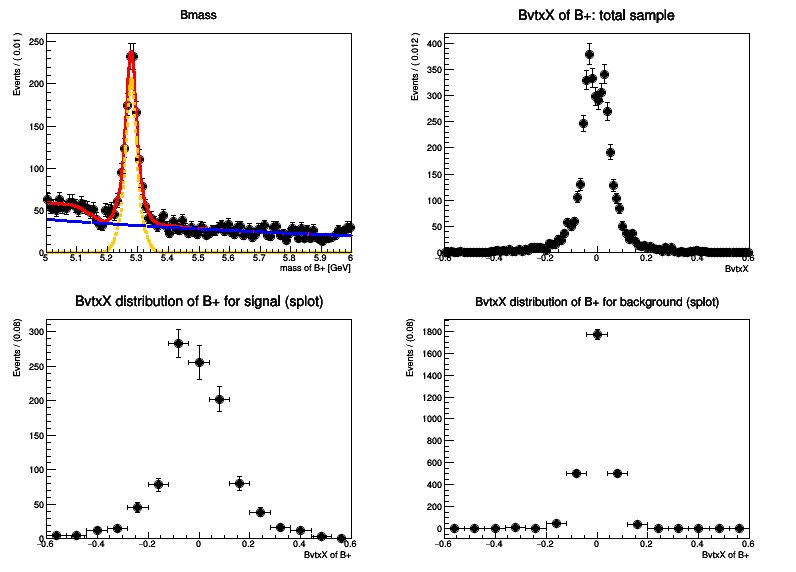 Bmass
Events / ( 0.01)
260
250
200
150
100
50
0
5 5.1 5.2 5.3 5.4 5.5 5.6 5.7 5.8 5.9 6
mass of B+ [GeV]
BvtxX of B+: total sample
Events / ( 0.012 )
400
350
300
250
200
150
100
50
0
−0.6 −0.4 −0.2 0 0.2 0.4 0.6
BvtxX
BvtxX distribution of B+ for signal (splot)
Events / (0.08)
300
250
200
150
100
50
0
−0.6 −0.4 −0.2 0 0.2 0.4 0.6
BvtxX of B+
BvtxX distribution of B+ for background (splot)
Events / (0.08)
1800
1600
1400
1200
1000
800
600
400
200
0
−0.6 −0.4 −0.2 0 0.2 0.4 0.6
BvtxX of B+